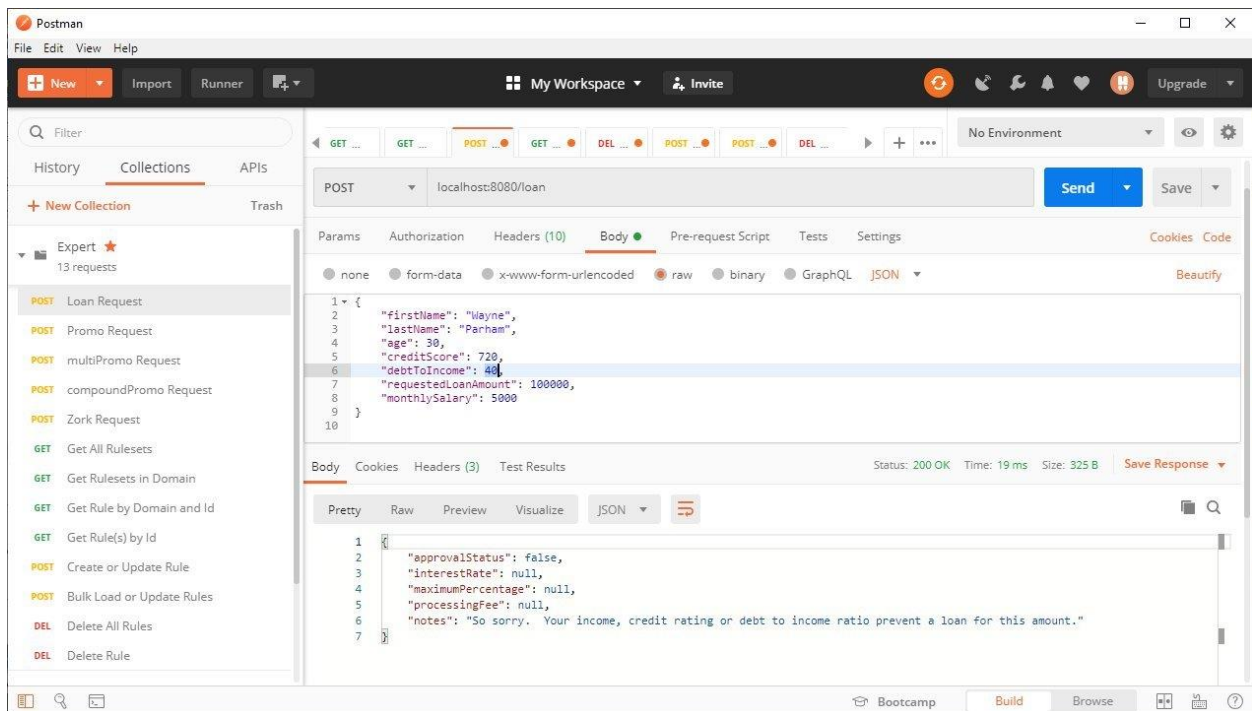 Postman
File Edit View Help
New Import Runner My Workspace Invite Upgrade
Filter
History Collections APIs
+ New Collection Trash
Expert
13 requests
POST Loan Request
POST Promo Request
POST multiPromo Request
POST compoundPromo Request
POST Zork Request
GET Get All Rulesets
GET Get Rulesets in Domain
GET Get Rule by Domain and Id
GET Get Rule(s) by Id
POST Create or Update Rule
POST Bulk Load or Update Rules
DEL Delete All Rules
DEL Delete Rule
GET ... GET ... POST ... GET ... DEL ... POST ... POST ... DEL ... + ... No Environment
POST localhost:8080/loan Send Save
Params Authorization Headers (10) Body Pre-request Script Tests Settings Cookies Code
none form-data x-www-form-urlencoded raw binary GraphQL JSON Beautify
1 {
2 "firstName": "Wayne",
3 "lastName": "Parham",
4 "age": 30,
5 "creditScore": 720,
6 "debtToIncome": 40,
7 "requestedLoanAmount": 100000,
8 "monthlySalary": 5000
9 }
10
Body Cookies Headers (3) Test Results Status: 200 OK Time: 19 ms Size: 325 B Save Response
Pretty Raw Preview Visualize JSON
1 {
2 "approvalStatus": false,
3 "interestRate": null,
4 "maximumPercentage": null,
5 "processingFee": null,
6 "notes": "So sorry.  Your income, credit rating or debt to income ratio prevent a loan for this amount."
7 }
Bootcamp Build Browse